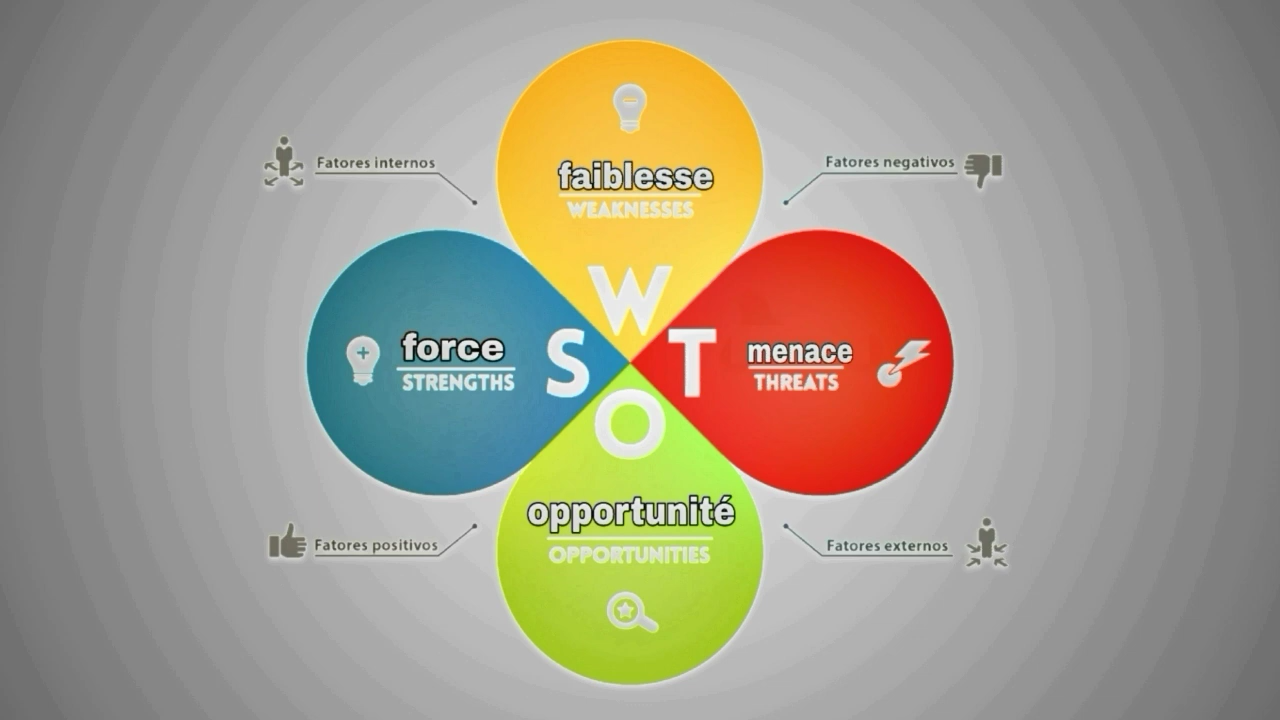 faiblesse
WEAKNESSES
Fatores internos
Fatores negativos
W
force
STRENGTHS
S
T
menace
THREATS
O
opportunité
OPPORTUNITIES
Fatores positivos
Fatores externos